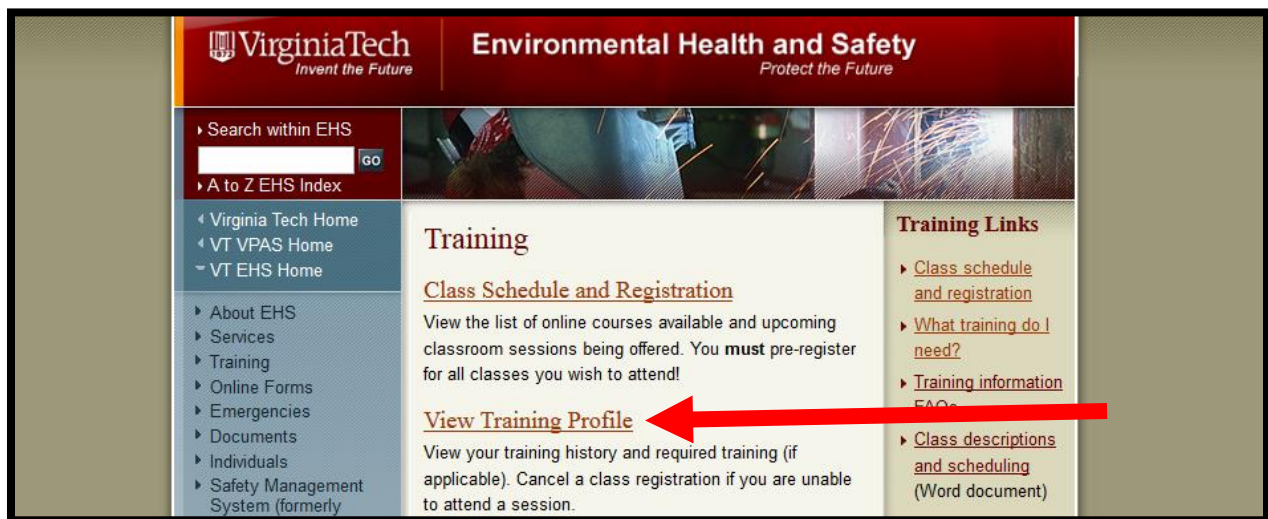 VirginiaTech
Invent the Future
Environmental Health and Safety
Protect the Future
Search within EHS
GO
A to Z EHS Index
Virginia Tech Home
VT VPAS Home
VT EHS Home
About EHS
Services
Training
Online Forms
Emergencies
Documents
Individuals
Safety Management
System (formerly
Training
Class Schedule and Registration
View the list of online courses available and upcoming
classroom sessions being offered. You must pre-register
for all classes you wish to attend!
View Training Profile
View your training history and required training (if
applicable). Cancel a class registration if you are unable
to attend a session.
Training Links
Class schedule
and registration
What training do I
need?
Training information
FAQs
Class descriptions
and scheduling
(Word document)